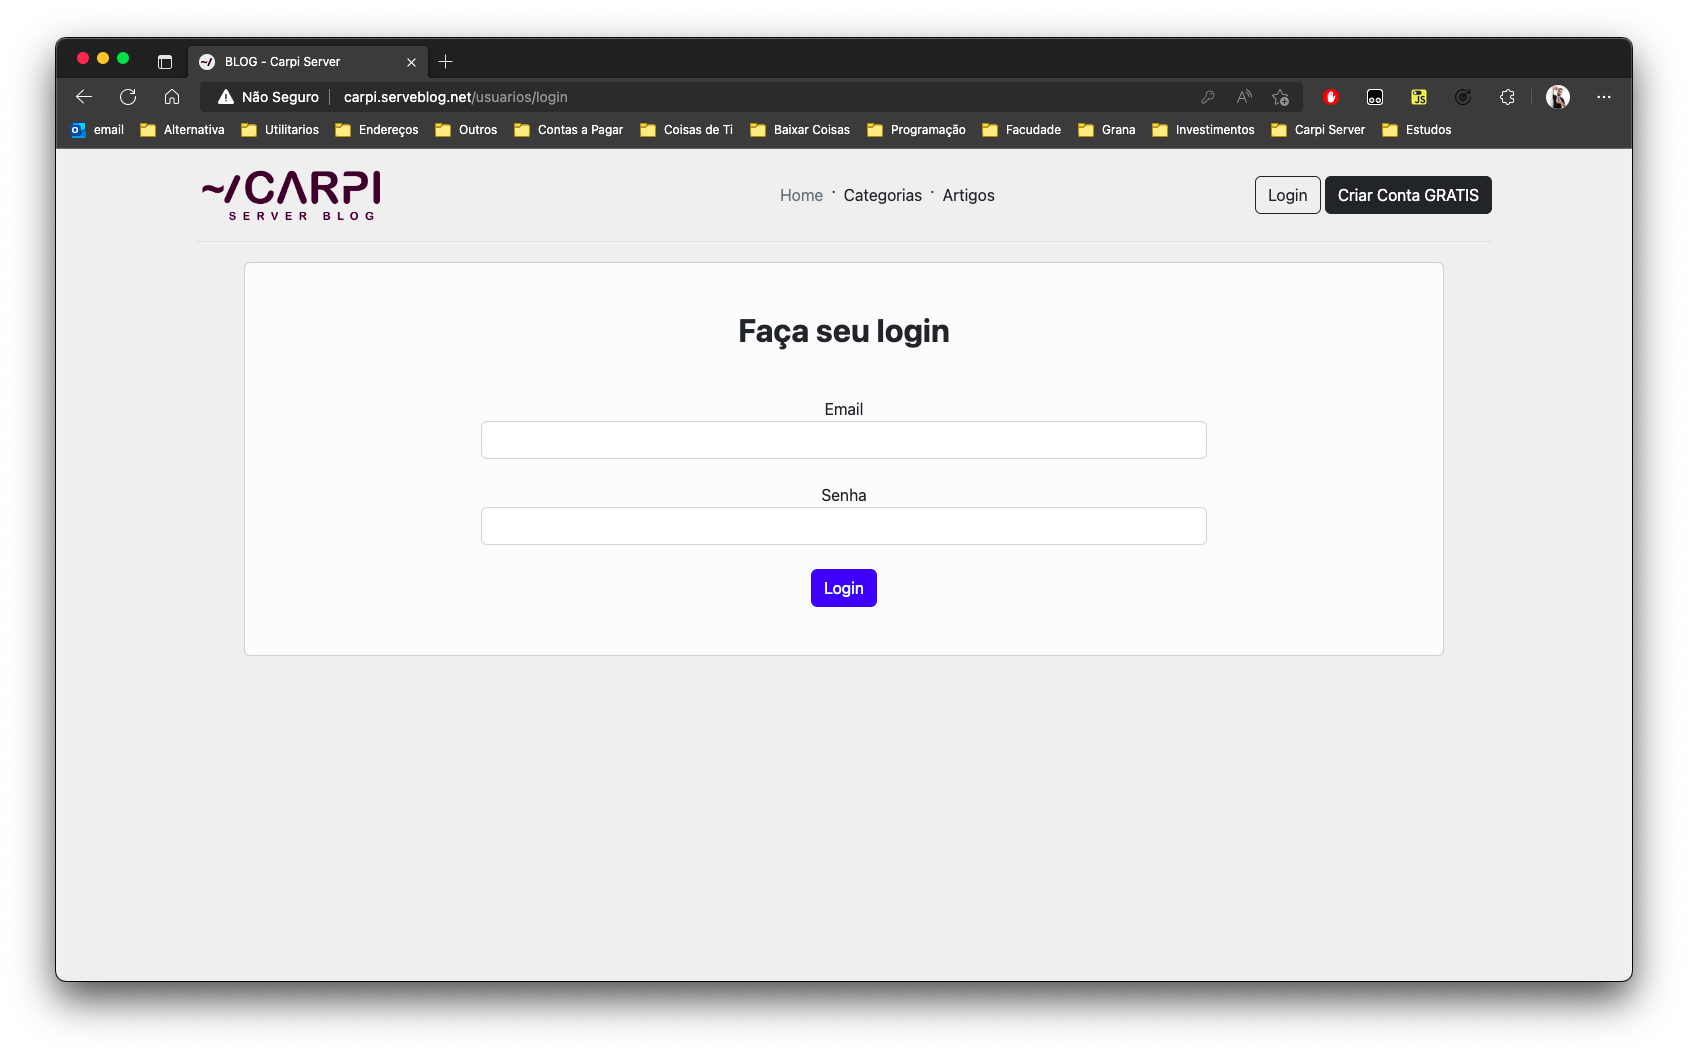 BLOG - Carpi Server
Não Seguro carpi.serveblog.net/usuarios/login
email Alternativa Utilitarios Endereços Outros Contas a Pagar Coisas de Ti Baixar Coisas Programação Facudade Grana Investimentos Carpi Server Estudos
~/CARPI
SERVER BLOG
Home · Categorias · Artigos
Login Criar Conta GRATIS
Faça seu login
Email
Senha
Login